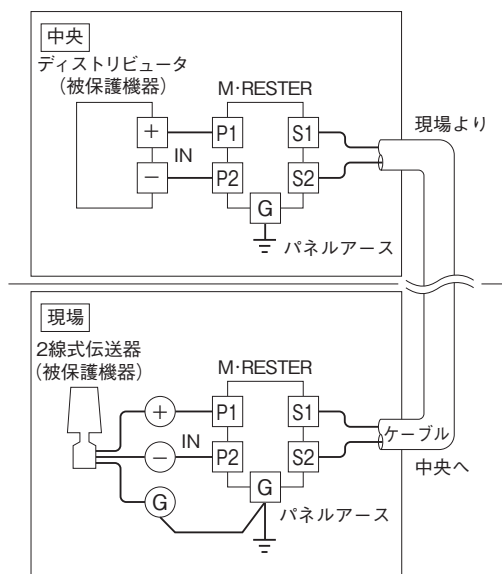 中央
ディストリビュータ
（被保護機器）
M･RESTER
+
P1
S1
IN
−
P2
S2
G
パネルアース
現場より
現場
2線式伝送器
（被保護機器）
M･RESTER
+
P1
S1
IN
−
P2
S2
G
G
パネルアース
ケーブル
中央へ